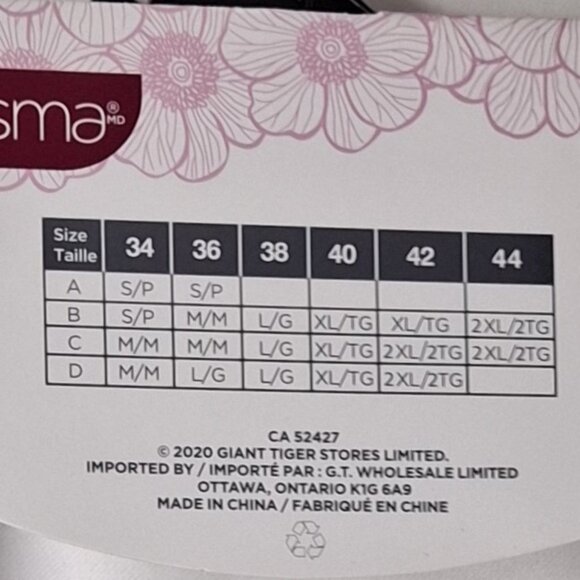 sma®
MD
Size
Taille 34 36 38 40 42 44
A S/P S/P
B S/P M/M L/G XL/TG XL/TG 2XL/2TG
C M/M M/M L/G XL/TG 2XL/2TG 2XL/2TG
D M/M L/G L/G XL/TG 2XL/2TG
CA 52427
© 2020 GIANT TIGER STORES LIMITED.
IMPORTED BY / IMPORTÉ PAR : G.T. WHOLESALE LIMITED
OTTAWA, ONTARIO K1G 6A9
MADE IN CHINA / FABRIQUÉ EN CHINE